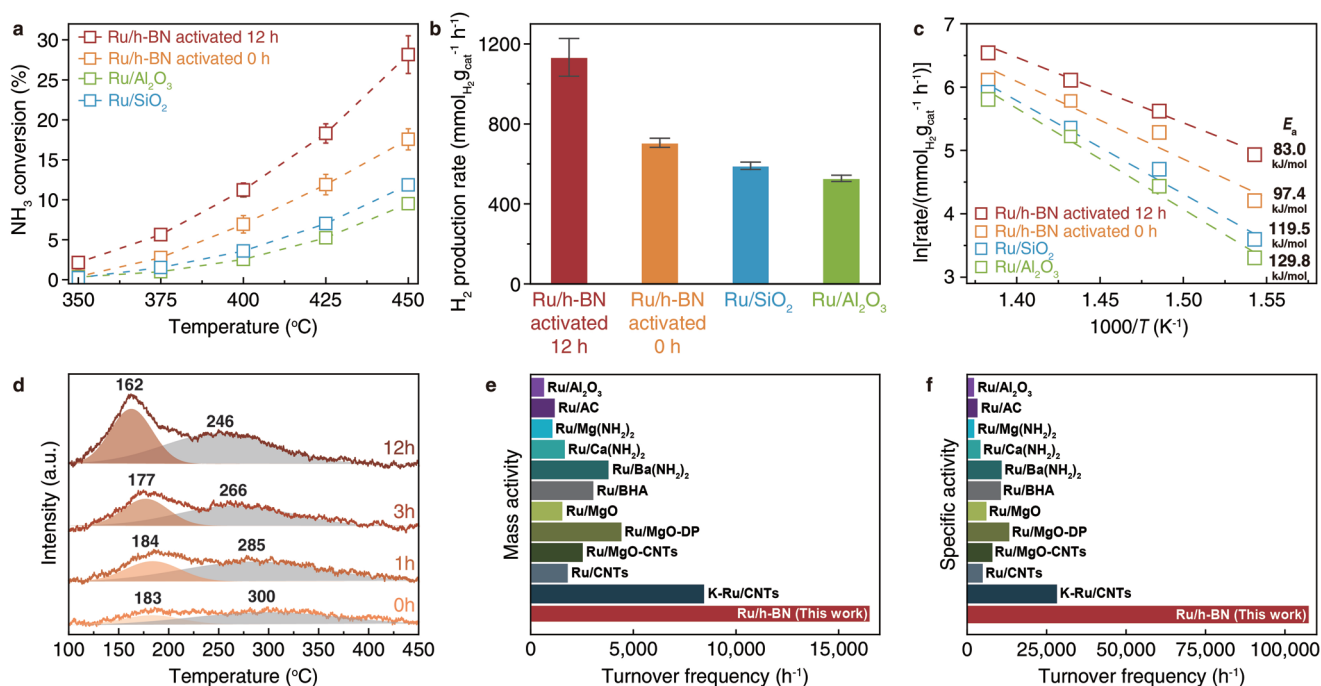 a
NH₃ conversion (%)
30
25
20
15
10
5
0
Ru/h-BN activated 12 h
Ru/h-BN activated 0 h
Ru/Al₂O₃
Ru/SiO₂
350
375
400
425
450
Temperature (°C)
b
H₂ production rate (mmol_H₂ g_cat⁻¹ h⁻¹)
1200
800
400
0
Ru/h-BN
activated
12 h
Ru/h-BN
activated
0 h
Ru/SiO₂
Ru/Al₂O₃
c
ln[rate/(mmol_H₂ g_cat⁻¹ h⁻¹)]
7
6
5
4
3
Eₐ
83.0
kJ/mol
97.4
kJ/mol
119.5
kJ/mol
129.8
kJ/mol
Ru/h-BN activated 12 h
Ru/h-BN activated 0 h
Ru/SiO₂
Ru/Al₂O₃
1.40
1.45
1.50
1.55
1000/T (K⁻¹)
d
Intensity (a.u.)
162
246
12h
177
266
3h
184
285
1h
183
300
0h
100
150
200
250
300
350
400
450
Temperature (°C)
e
Mass activity
Ru/Al₂O₃
Ru/AC
Ru/Mg(NH₂)₂
Ru/Ca(NH₂)₂
Ru/Ba(NH₂)₂
Ru/BHA
Ru/MgO
Ru/MgO-DP
Ru/MgO-CNTs
Ru/CNTs
K-Ru/CNTs
Ru/h-BN (This work)
0
5,000
10,000
15,000
Turnover frequency (h⁻¹)
f
Specific activity
Ru/Al₂O₃
Ru/AC
Ru/Mg(NH₂)₂
Ru/Ca(NH₂)₂
Ru/Ba(NH₂)₂
Ru/BHA
Ru/MgO
Ru/MgO-DP
Ru/MgO-CNTs
Ru/CNTs
K-Ru/CNTs
Ru/h-BN (This work)
0
25,000
50,000
75,000
100,000
Turnover frequency (h⁻¹)